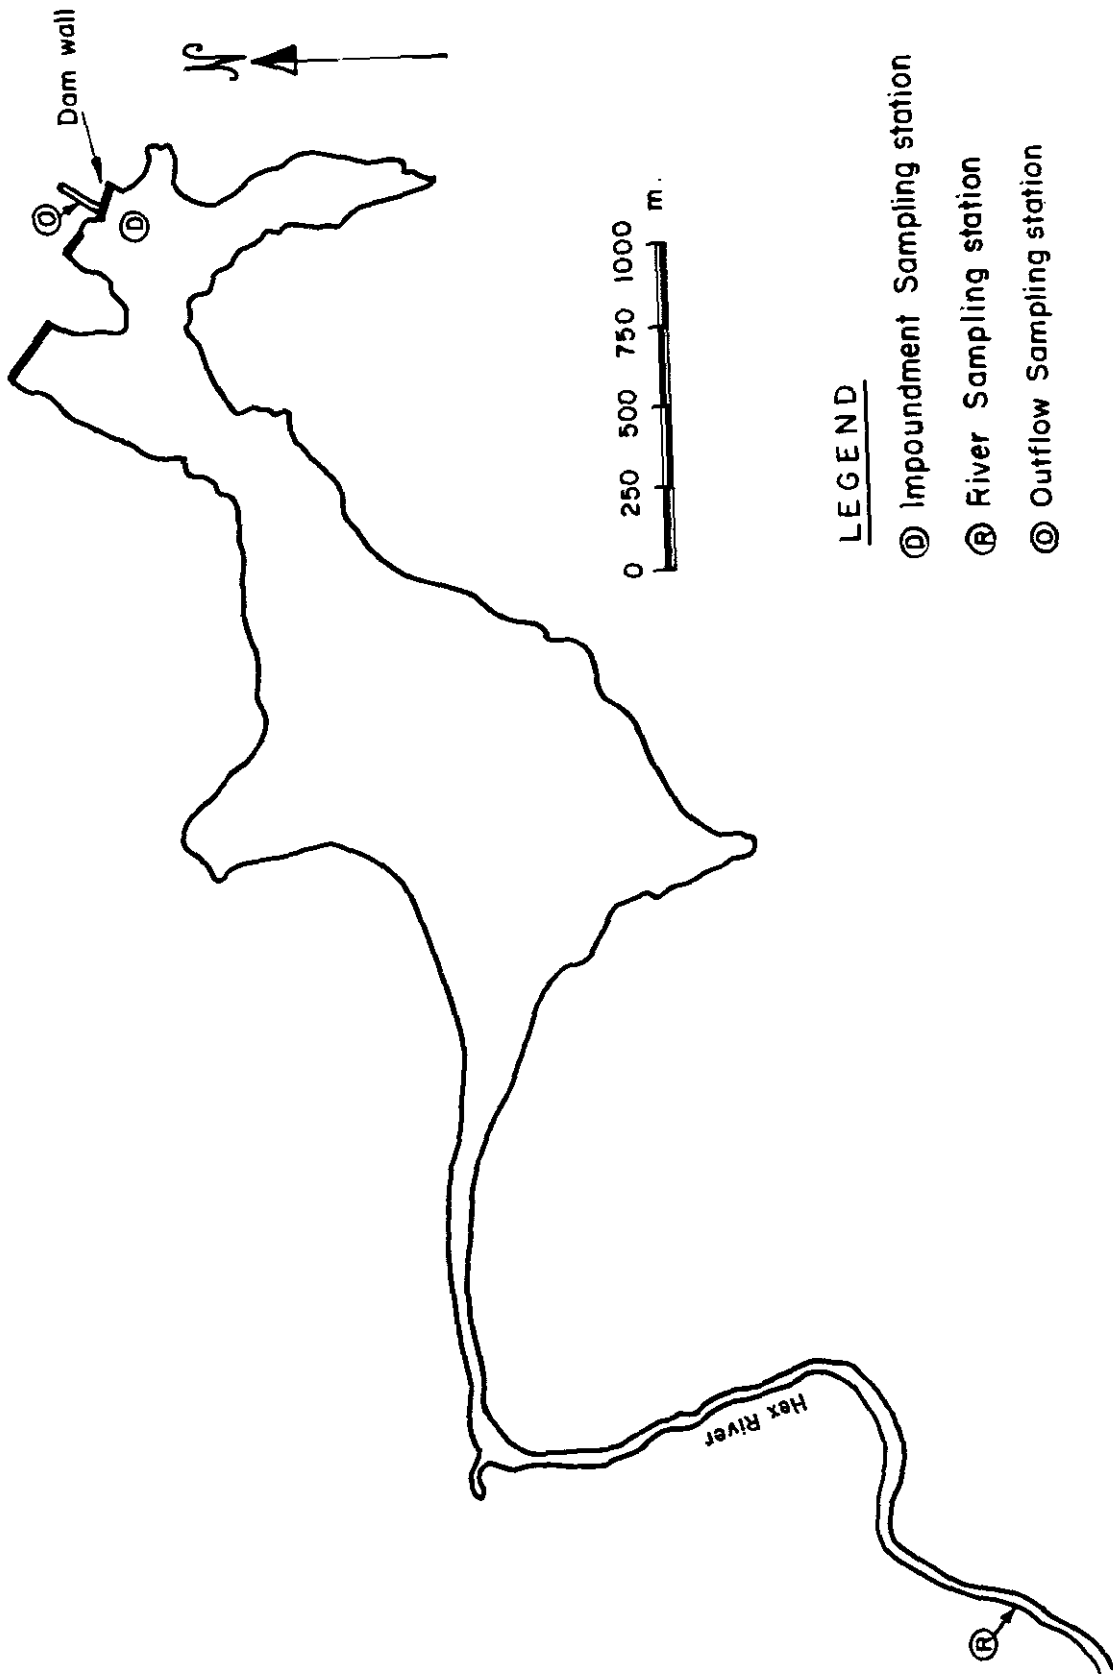 Dam wall
N
O
D
0 250 500 750 1000 m.
LEGEND
D Impoundment Sampling station
R River Sampling station
O Outflow Sampling station
Hex River
R